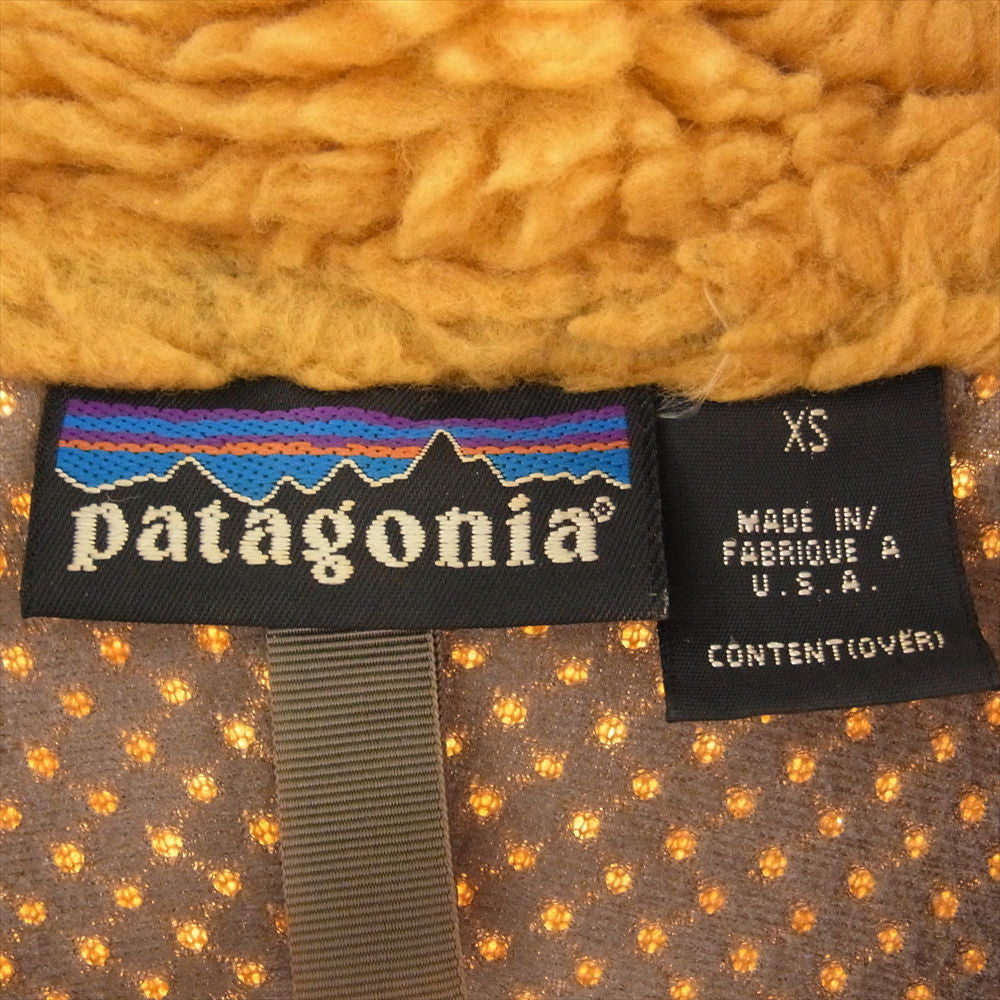 patagonia®
XS
MADE IN/
FABRIQUE A
U.S.A.
CONTENT(OVER)